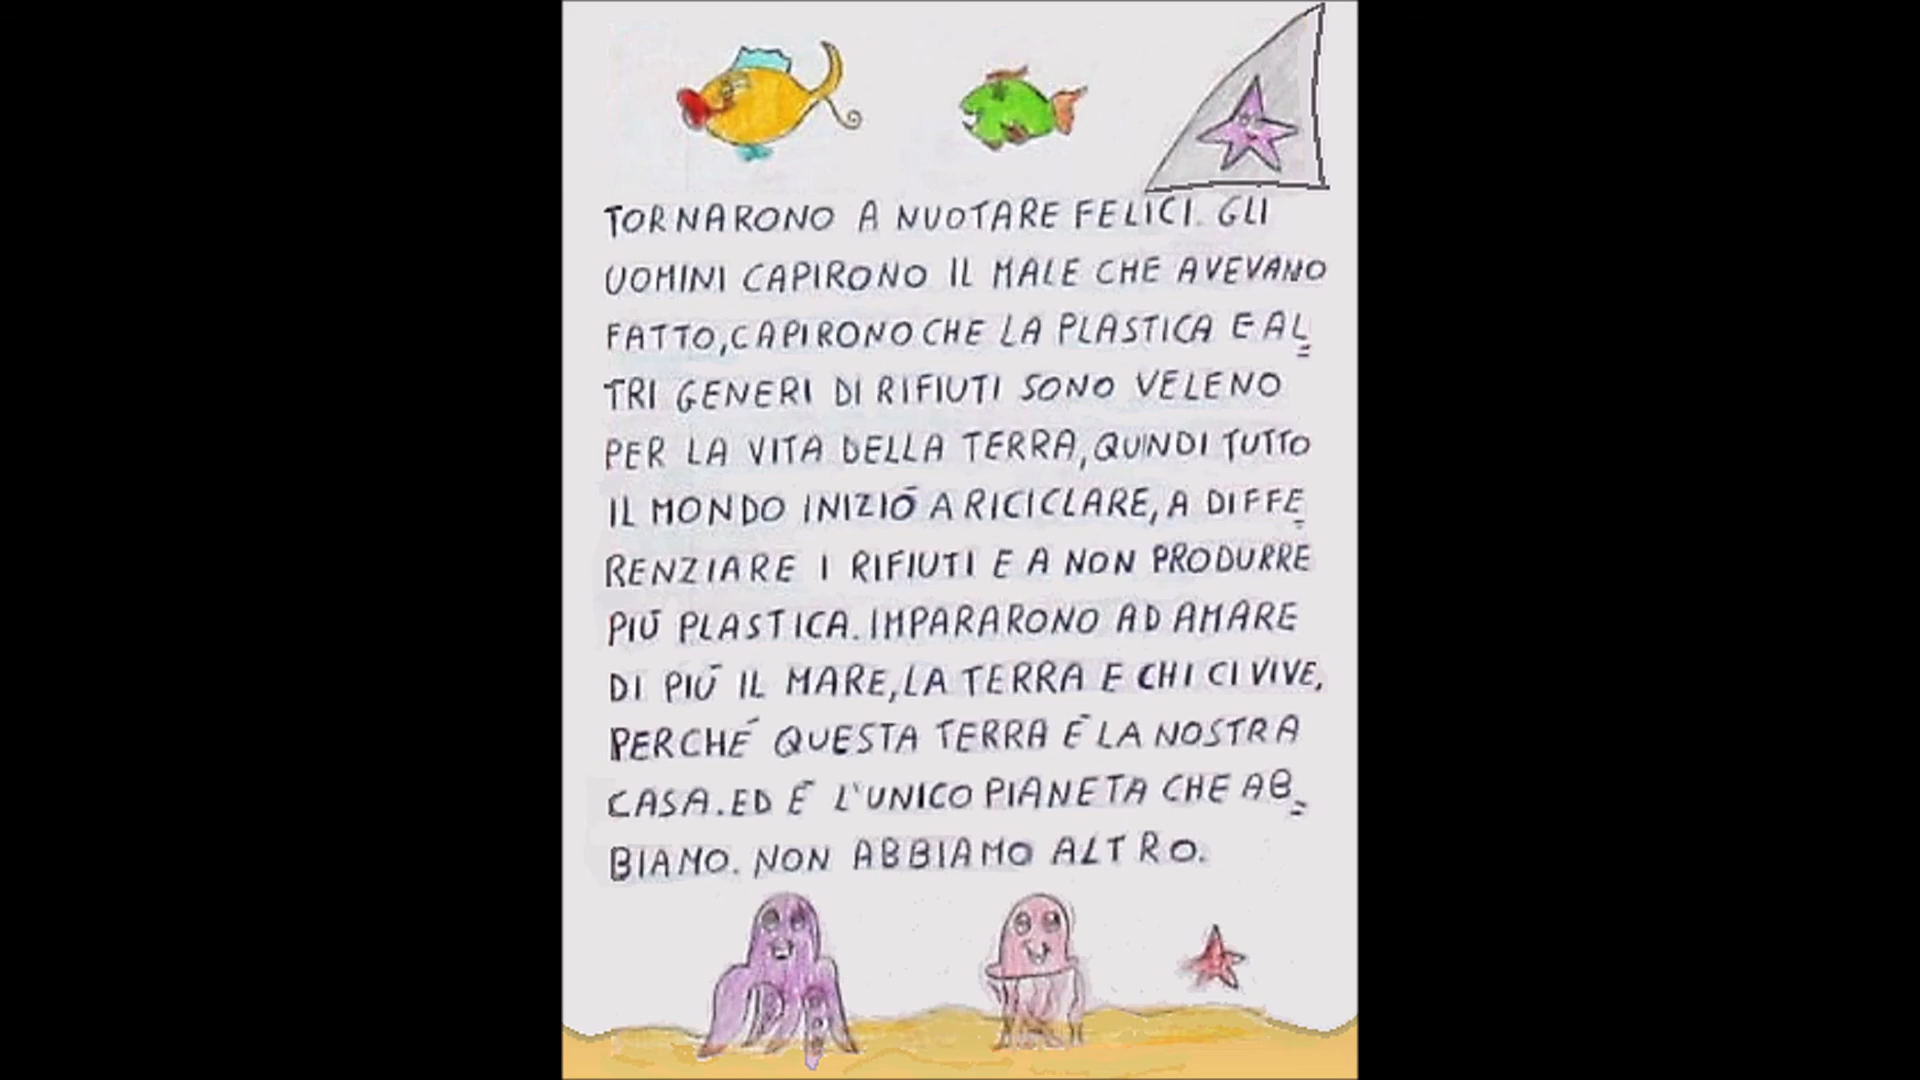 TORNARONO A NUOTARE FELICI. GLI
UOMINI CAPIRONO IL MALE CHE AVEVANO
FATTO, CAPIRONO CHE LA PLASTICA E AL=
TRI GENERI DI RIFIUTI SONO VELENO
PER LA VITA DELLA TERRA, QUINDI TUTTO
IL MONDO INIZIÓ A RICICLARE, A DIFFE=
RENZIARE I RIFIUTI E A NON PRODURRE
PIÚ PLASTICA. IMPARARONO AD AMARE
DI PIÚ IL MARE, LA TERRA E CHI CI VIVE,
PERCHÉ QUESTA TERRA É LA NOSTRA
CASA. ED É L'UNICO PIANETA CHE AB=
BIAMO. NON ABBIAMO ALTRO.